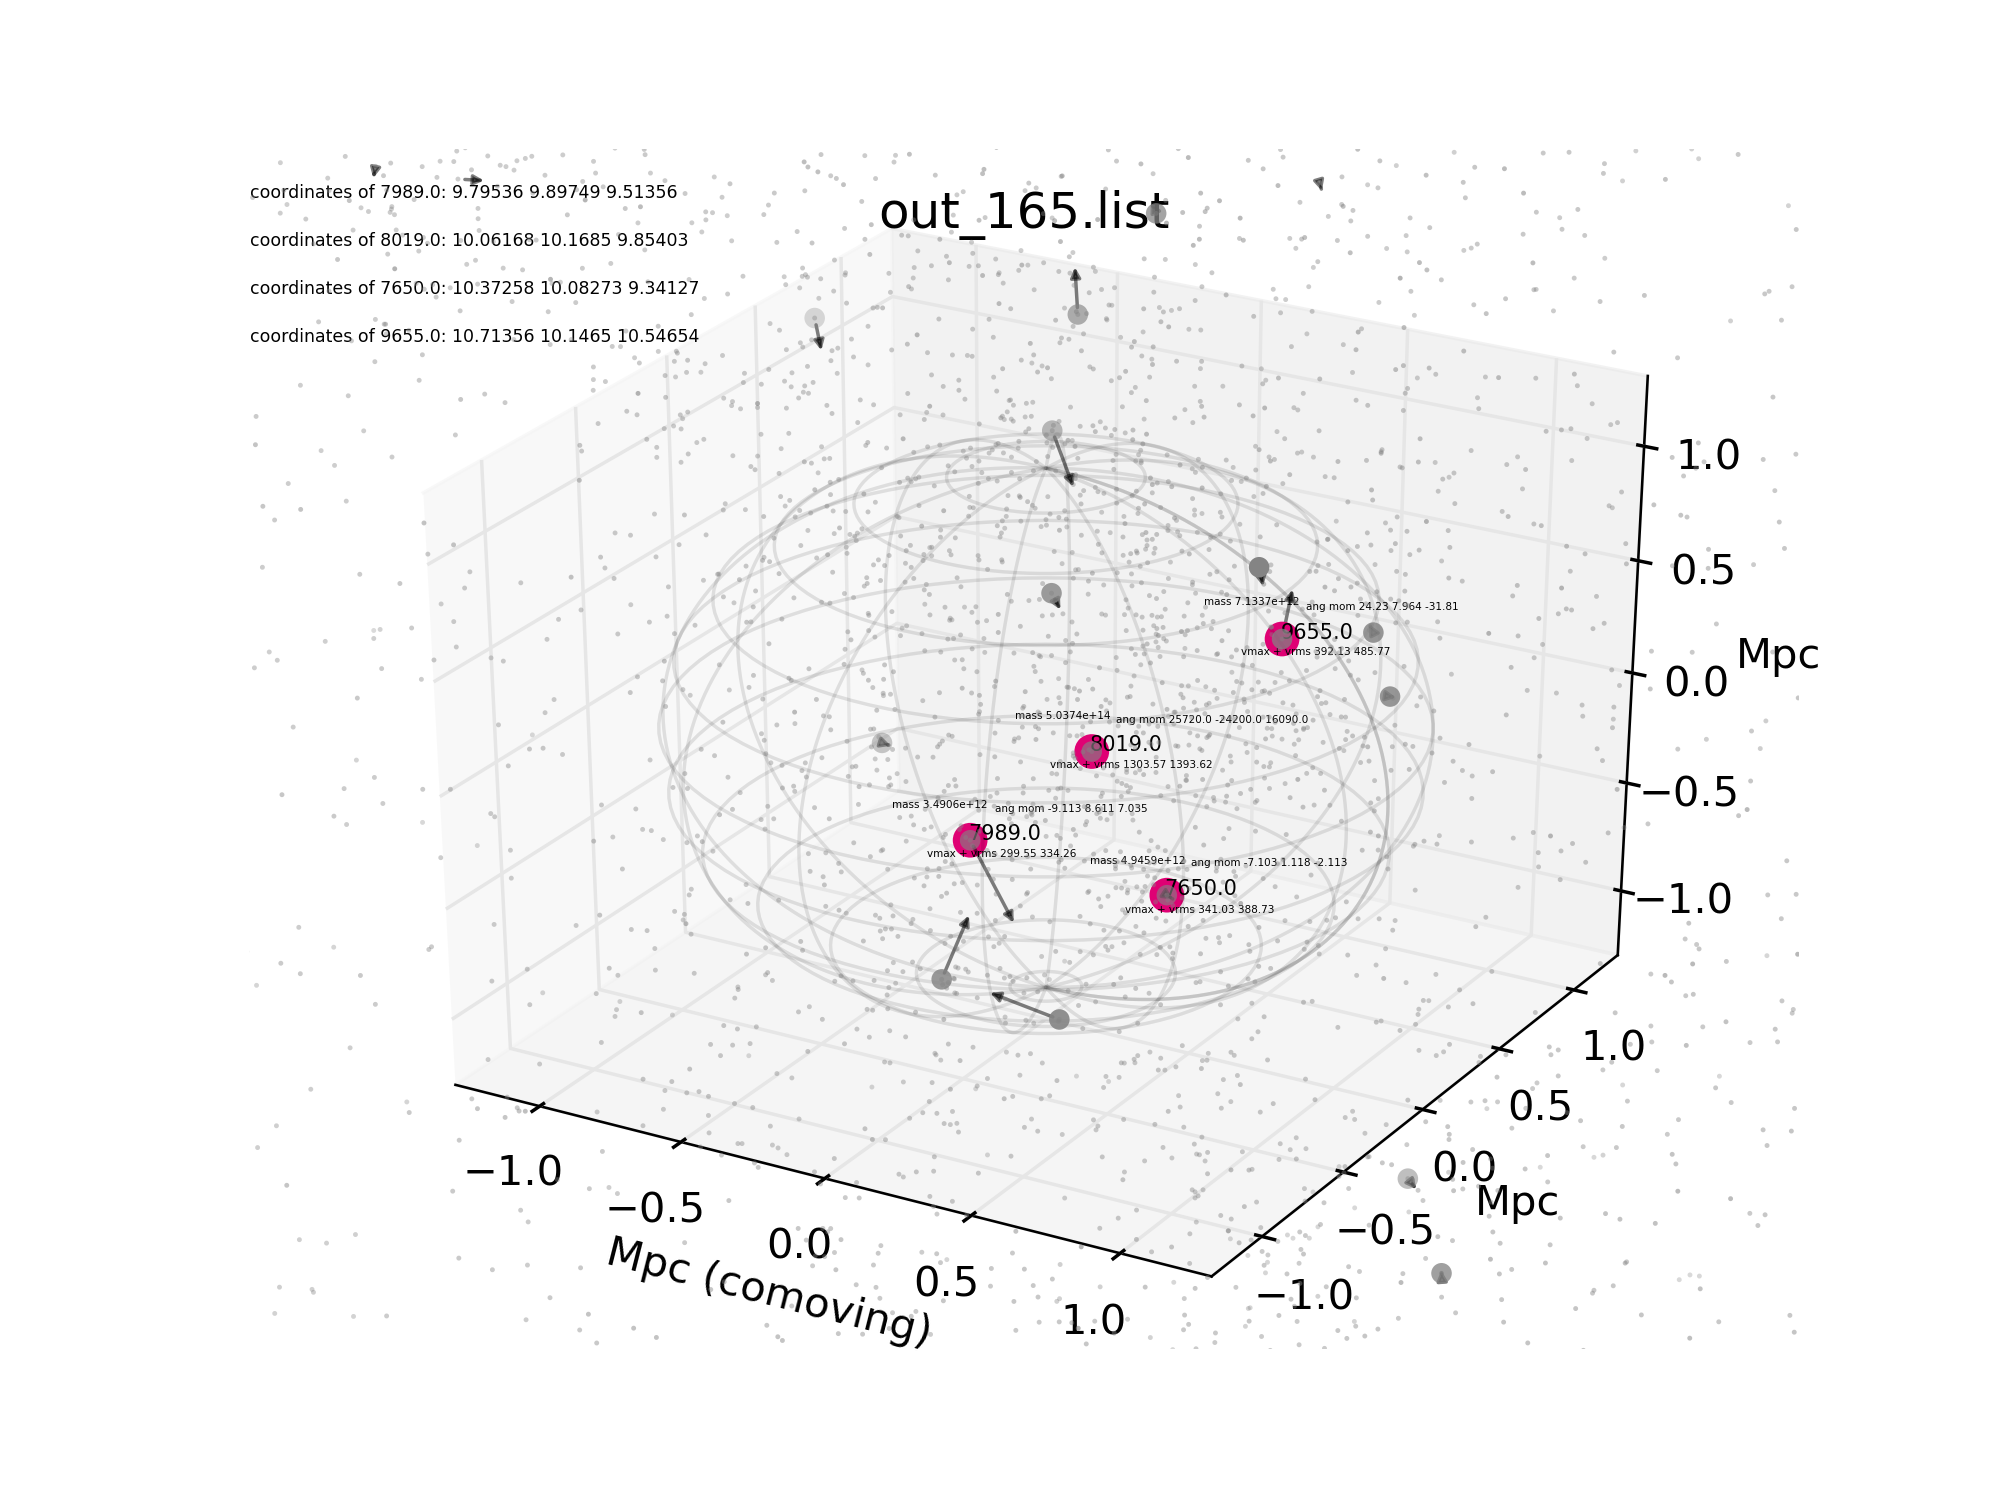 out_165.list
coordinates of 7989.0: 9.79536 9.89749 9.51356
coordinates of 8019.0: 10.06168 10.1685 9.85403
coordinates of 7650.0: 10.37258 10.08273 9.34127
coordinates of 9655.0: 10.71356 10.1465 10.54654
mass 7.1337e+12 ang mom 24.23 7.964 -31.81
9655.0
vmax + vrms 392.13 485.77
mass 5.0374e+14 ang mom 25720.0 -24200.0 16090.0
8019.0
vmax + vrms 1303.57 1393.62
mass 3.4906e+12 ang mom -9.113 8.611 7.035
7989.0
vmax + vrms 299.55 334.26
mass 4.9459e+12 ang mom -7.103 1.118 -2.113
7650.0
vmax + vrms 341.03 388.73
1.0
0.5
0.0
−0.5
−1.0
Mpc
1.0
0.5
0.0
−0.5
−1.0
Mpc
−1.0
−0.5
0.0
0.5
1.0
Mpc (comoving)